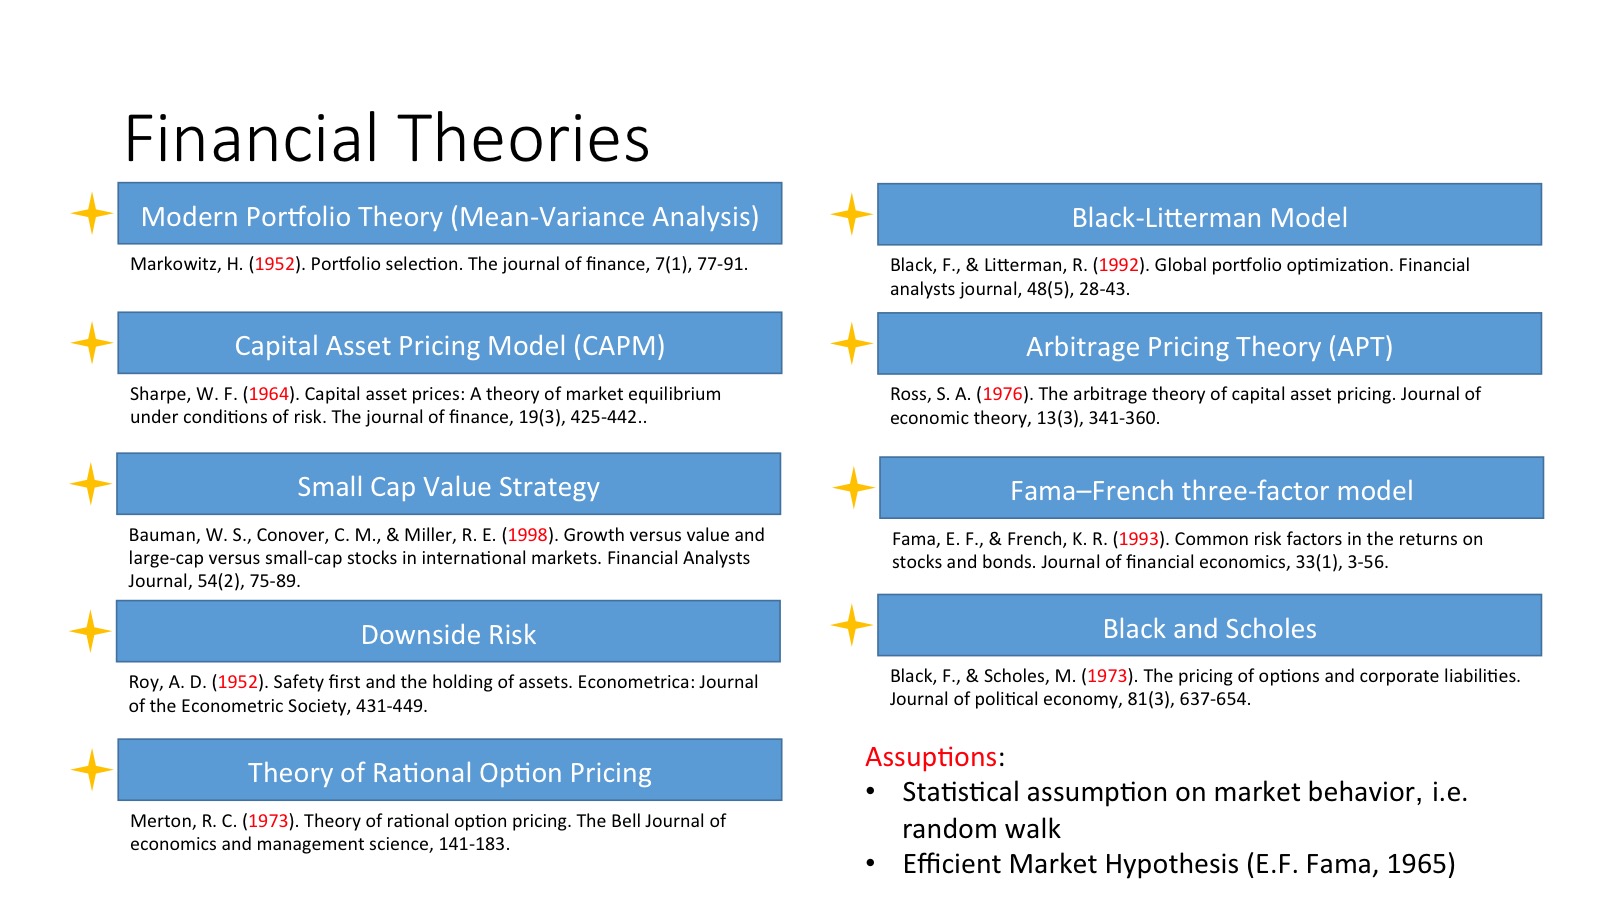 Financial Theories
Modern Portfolio Theory (Mean-Variance Analysis)
Markowitz, H. (1952). Portfolio selection. The journal of finance, 7(1), 77-91.
Capital Asset Pricing Model (CAPM)
Sharpe, W. F. (1964). Capital asset prices: A theory of market equilibrium
under conditions of risk. The journal of finance, 19(3), 425-442..
Small Cap Value Strategy
Bauman, W. S., Conover, C. M., & Miller, R. E. (1998). Growth versus value and
large-cap versus small-cap stocks in international markets. Financial Analysts
Journal, 54(2), 75-89.
Downside Risk
Roy, A. D. (1952). Safety first and the holding of assets. Econometrica: Journal
of the Econometric Society, 431-449.
Theory of Rational Option Pricing
Merton, R. C. (1973). Theory of rational option pricing. The Bell Journal of
economics and management science, 141-183.
Black-Litterman Model
Black, F., & Litterman, R. (1992). Global portfolio optimization. Financial
analysts journal, 48(5), 28-43.
Arbitrage Pricing Theory (APT)
Ross, S. A. (1976). The arbitrage theory of capital asset pricing. Journal of
economic theory, 13(3), 341-360.
Fama–French three-factor model
Fama, E. F., & French, K. R. (1993). Common risk factors in the returns on
stocks and bonds. Journal of financial economics, 33(1), 3-56.
Black and Scholes
Black, F., & Scholes, M. (1973). The pricing of options and corporate liabilities.
Journal of political economy, 81(3), 637-654.
Assuptions:
• Statistical assumption on market behavior, i.e.
random walk
• Efficient Market Hypothesis (E.F. Fama, 1965)